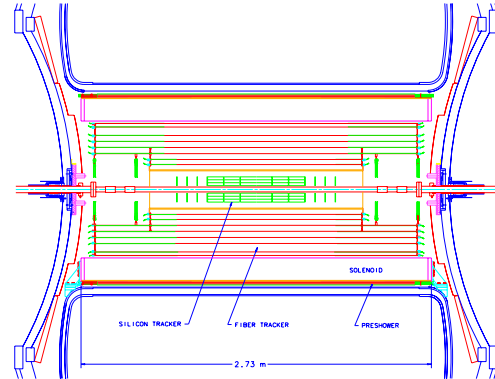 SOLENOID
SILICON TRACKER
FIBER TRACKER
PRESHOWER
2.73 m